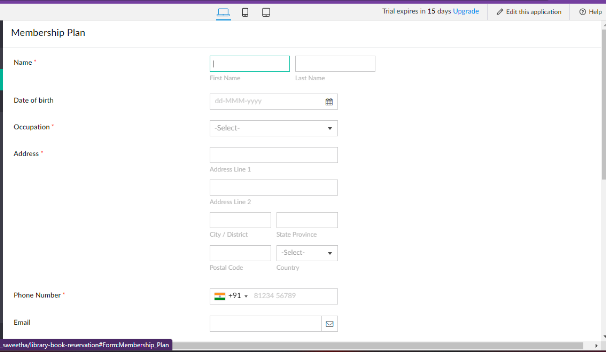 Trial expires in 15 days Upgrade
Edit this application
Help
Membership Plan
Name *
First Name
Last Name
Date of birth
dd-MMM-yyyy
Occupation *
-Select-
Address *
Address Line 1
Address Line 2
City / District
State Province
-Select-
Postal Code
Country
Phone Number *
+91
81234 56789
Email
saveetha/library-book-reservation#Form:Membership_Plan